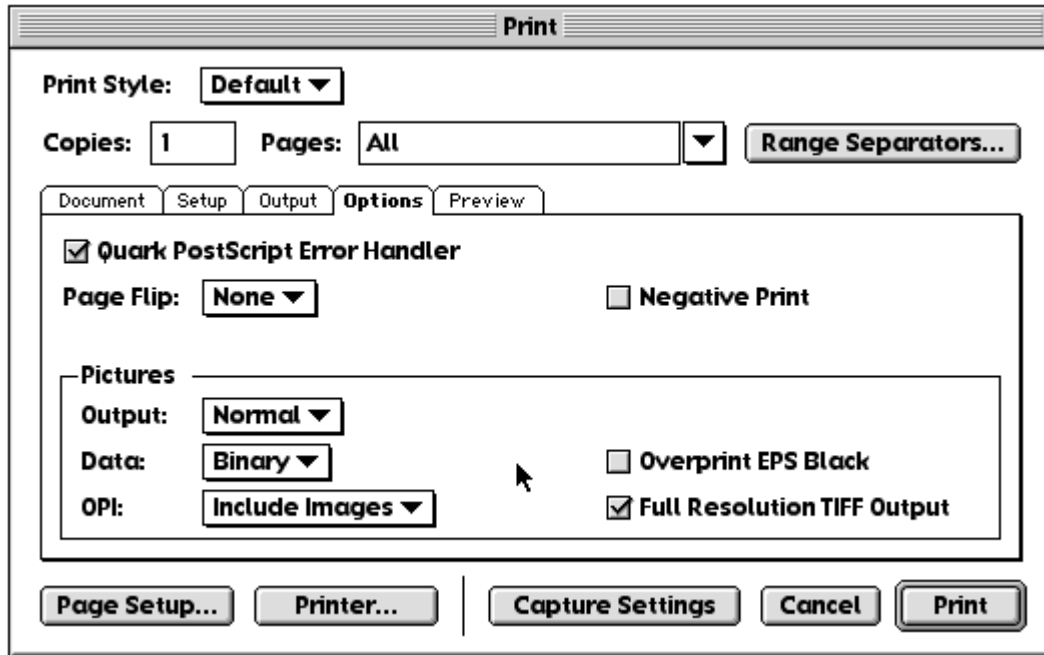 Print
Print Style: Default
Copies: 1 Pages: All Range Separators...
Document Setup Output Options Preview
Quark PostScript Error Handler
Page Flip: None Negative Print
Pictures
Output: Normal
Data: Binary Overprint EPS Black
OPI: Include Images Full Resolution TIFF Output
Page Setup... Printer... Capture Settings Cancel Print